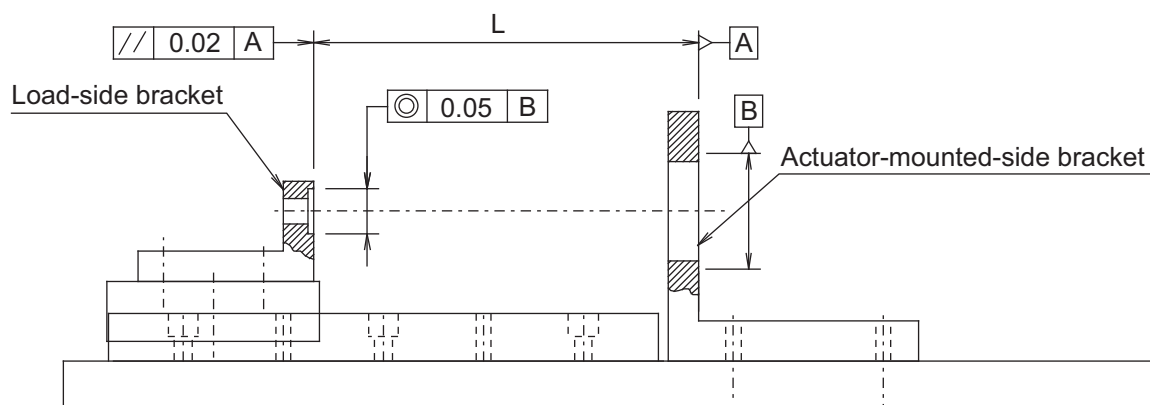 L
// 0.02 A
A
Load-side bracket
◎ 0.05 B
B
Actuator-mounted-side bracket